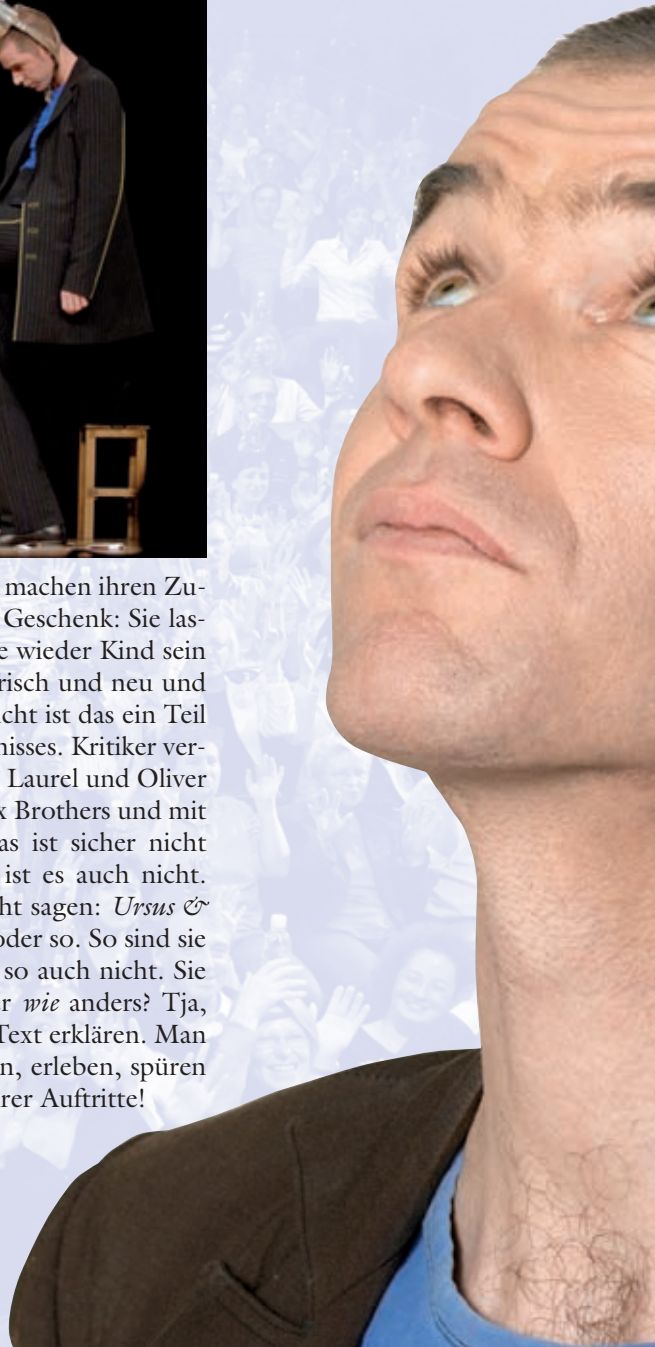 machen ihren Zu-
Geschenk: Sie las-
wieder Kind sein
risch und neu und
cht ist das ein Teil
nisses. Kritiker ver-
Laurel und Oliver
x Brothers und mit
as ist sicher nicht
ist es auch nicht.
ht sagen: Ursus &
oder so. So sind sie
so auch nicht. Sie
r wie anders? Tja,
Text erklären. Man
n, erleben, spüren
rer Auftritte!